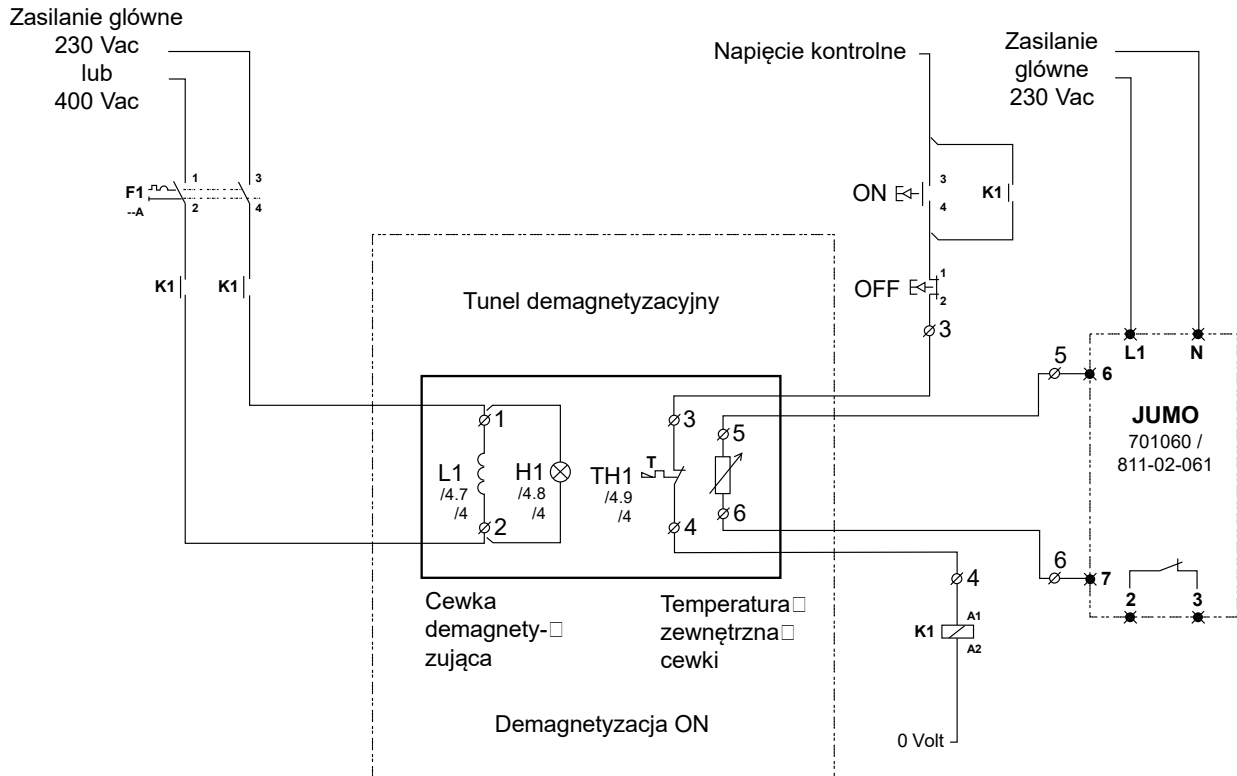 Zasilanie glówne
230 Vac
lub
400 Vac
Napięcie kontrolne
Zasilanie
główne
230 Vac
1
3
F1
--A
2
4
K1
K1
3
ON
4
K1
1
OFF
2
3
Tunel demagnetyzacyjny
L1
N
5
6
JUMO
701060 /
811-02-061
1
3
5
L1
/4.7
/4
H1
/4.8
/4
T
TH1
/4.9
/4
2
4
6
6
7
2
3
4
Cewka
demagnety-
zująca
Temperatura
zewnętrzna
cewki
A1
K1
A2
Demagnetyzacja ON
0 Volt